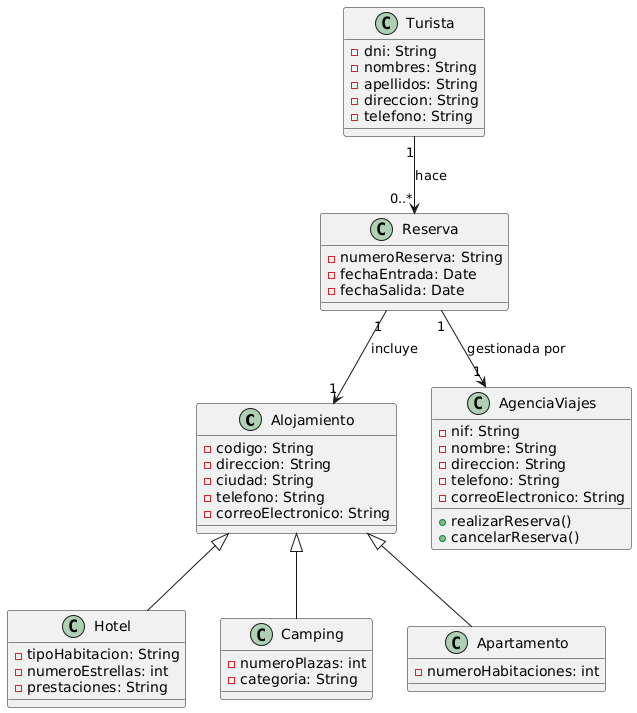 C Turista
dni: String
nombres: String
apellidos: String
direccion: String
telefono: String
1
hace
0..*
C Reserva
numeroReserva: String
fechaEntrada: Date
fechaSalida: Date
1
1
incluye
gestionada por
1
1
C Alojamiento
codigo: String
direccion: String
ciudad: String
telefono: String
correoElectronico: String
C AgenciaViajes
nif: String
nombre: String
direccion: String
telefono: String
correoElectronico: String
realizarReserva()
cancelarReserva()
C Hotel
tipoHabitacion: String
numeroEstrellas: int
prestaciones: String
C Camping
numeroPlazas: int
categoria: String
C Apartamento
numeroHabitaciones: int